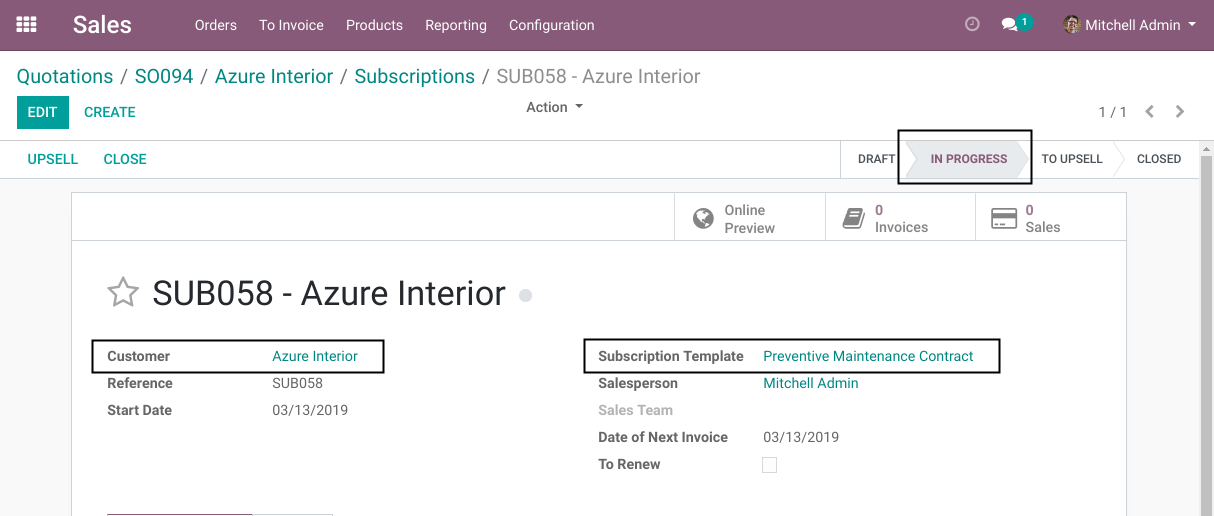 Sales Orders To Invoice Products Reporting Configuration 1 Mitchell Admin
Quotations / SO094 / Azure Interior / Subscriptions / SUB058 - Azure Interior
EDIT CREATE Action 1 / 1
UPSELL CLOSE DRAFT IN PROGRESS TO UPSELL CLOSED
Online Preview
0 Invoices
0 Sales
SUB058 - Azure Interior
Customer Azure Interior
Reference SUB058
Start Date 03/13/2019
Subscription Template Preventive Maintenance Contract
Salesperson Mitchell Admin
Sales Team
Date of Next Invoice 03/13/2019
To Renew